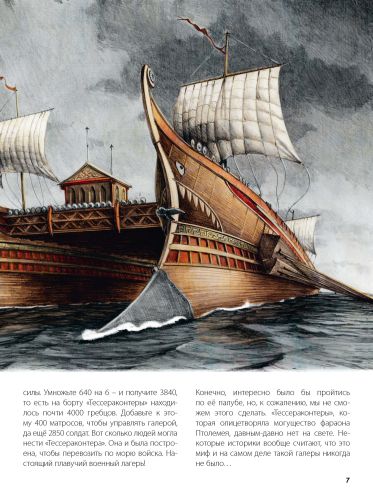 силы. Умножьте 640 на 6 – и получите 3840,
то есть на борту «Тессераконтеры» находи-
лось почти 4000 гребцов. Добавьте к это-
му 400 матросов, чтобы управлять галерой,
да ещё 2850 солдат. Вот сколько людей могла
нести «Тессераконтера». Она и была постро-
ена, чтобы перевозить по морю войска. На-
стоящий плавучий военный лагерь!
Конечно, интересно было бы пройтись
по её палубе, но, к сожалению, мы не смо-
жем этого сделать. «Тессераконтеры», ко-
торая олицетворяла могущество фараона
Птолемея, давным-давно нет на свете. Не-
которые историки вообще считают, что это
миф и на самом деле такой галеры никогда
не было…
7